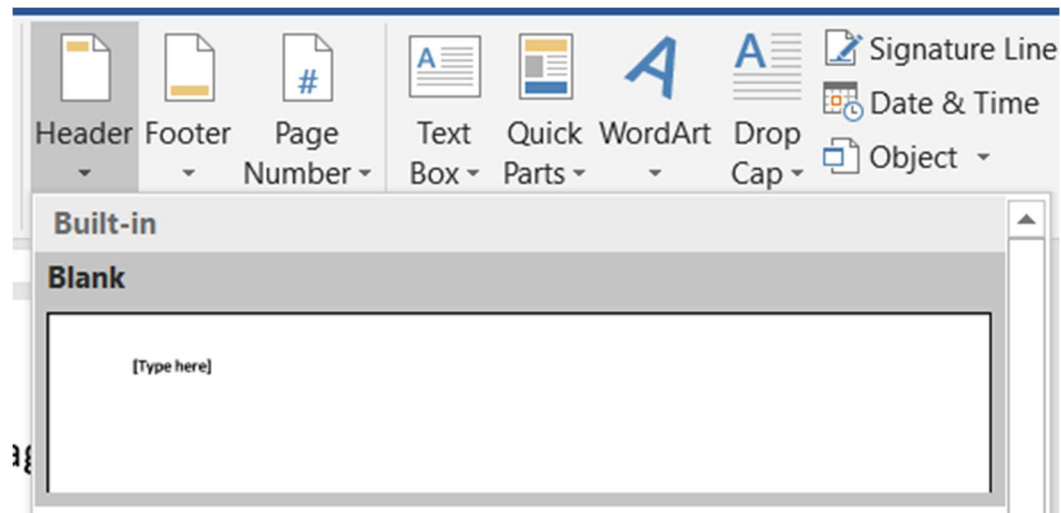 Header
Footer
Page
Number
#
A
Text
Box
Quick
Parts
A
WordArt
A
Drop
Cap
Signature Line
Date & Time
Object
Built-in
Blank
[Type here]